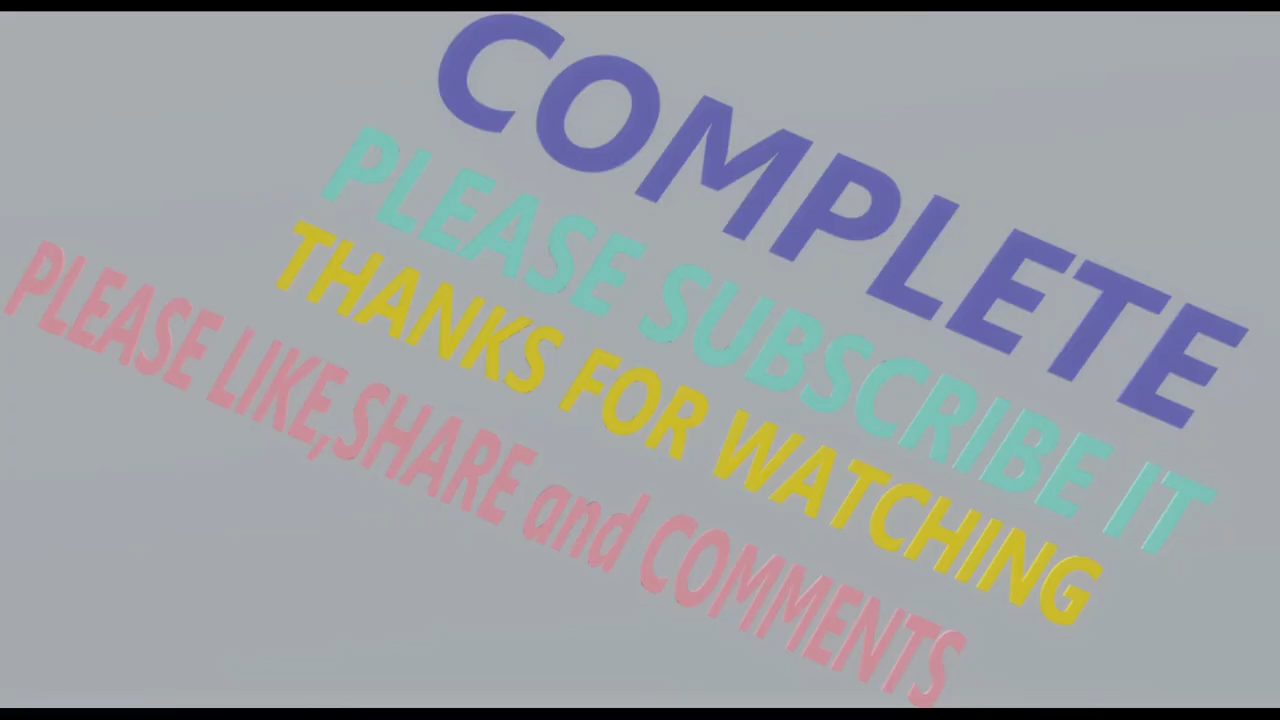 COMPLETE
PLEASE SUBSCRIBE IT
THANKS FOR WATCHING
PLEASE LIKE,SHARE and COMMENTS